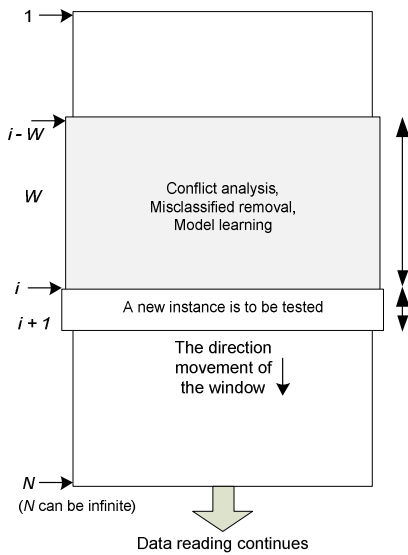 1
i - W
W
Conflict analysis,
Misclassified removal,
Model learning
i
A new instance is to be tested
i + 1
The direction
movement of
the window
N
(N can be infinite)
Data reading continues